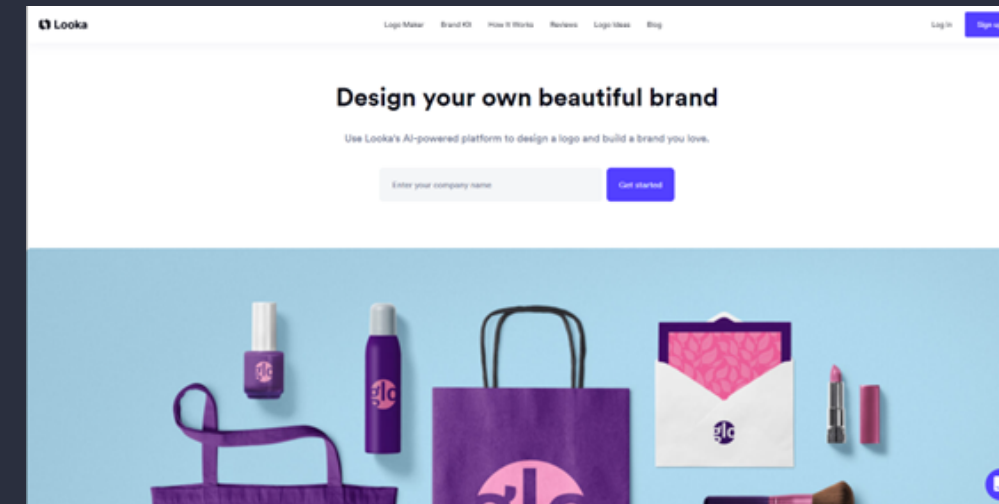 Looka
Logo Maker Brand Kit How It Works Reviews Logo Ideas Blog
Log In Sign u
Design your own beautiful brand
Use Looka's AI-powered platform to design a logo and build a brand you love.
Enter your company name Get started
glo
glo
glo
glo